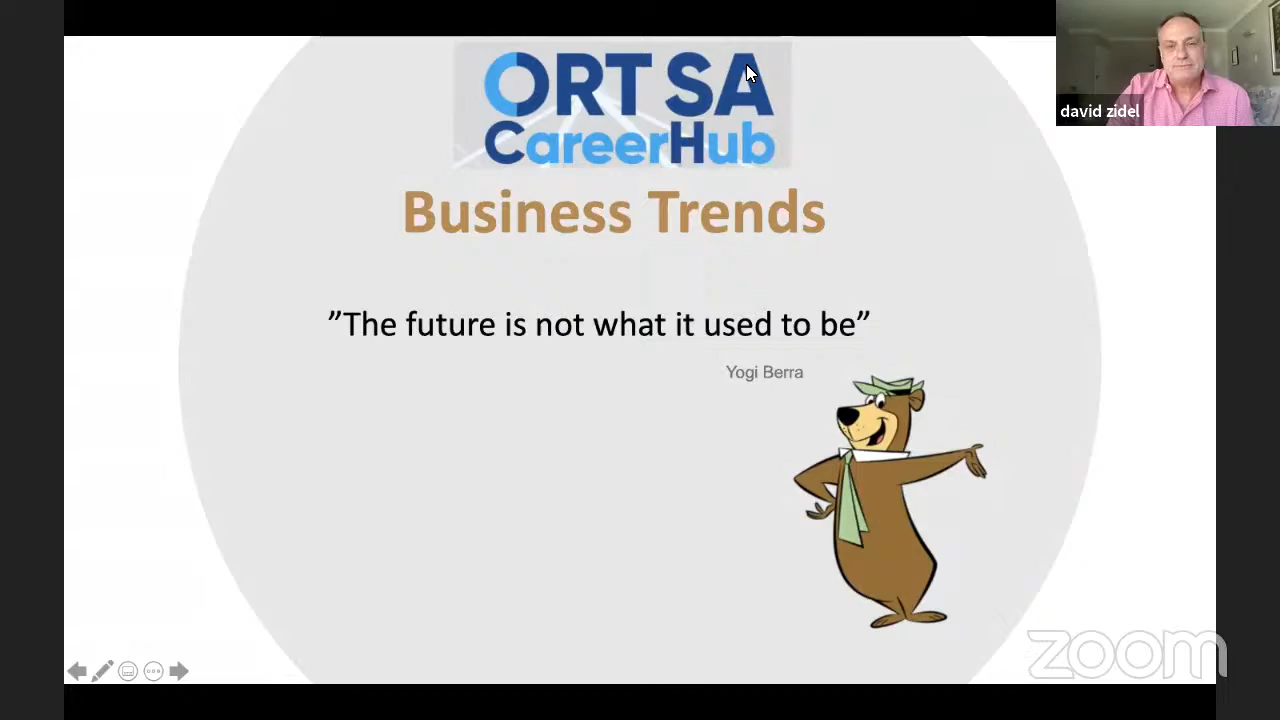 ORT SA
CareerHub
david zidel
Business Trends
”The future is not what it used to be”
Yogi Berra
zoom